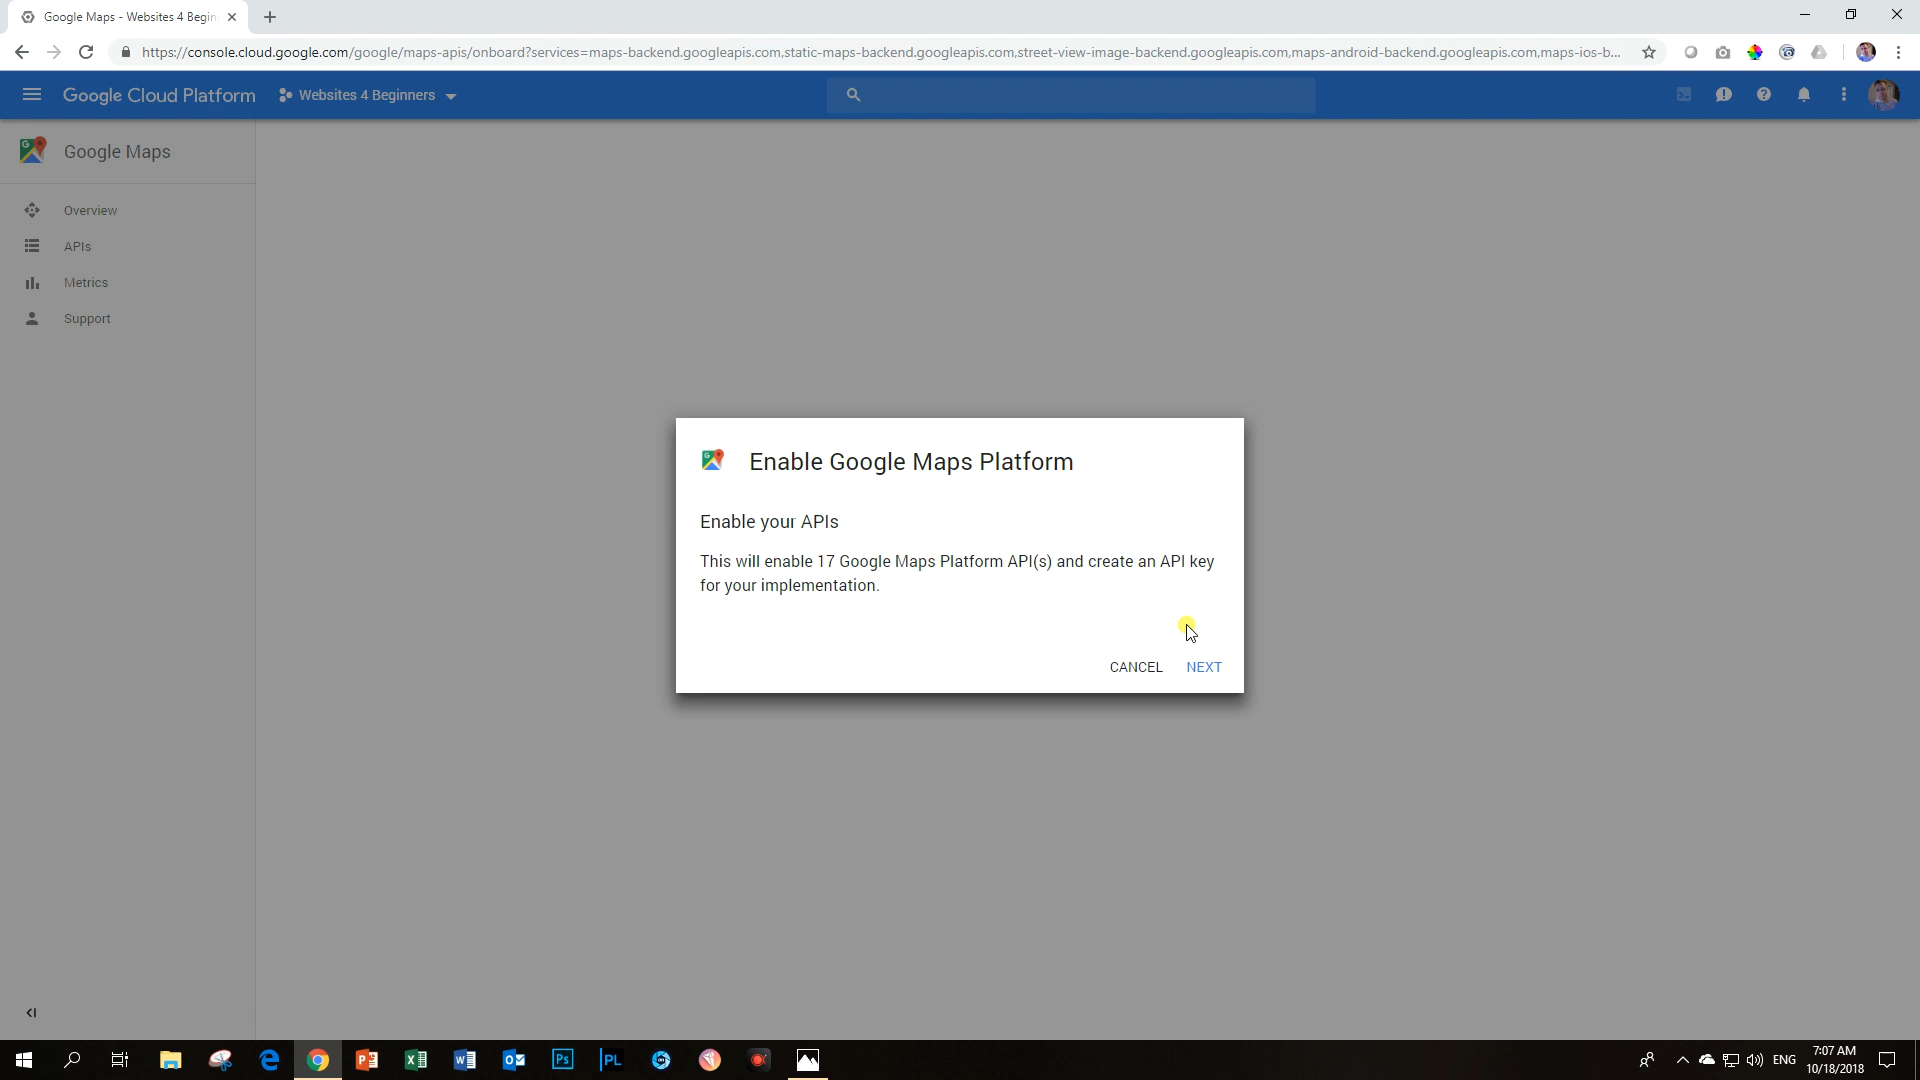 Google Maps - Websites 4 Begin
https://console.cloud.google.com/google/maps-apis/onboard?services=maps-backend.googleapis.com,static-maps-backend.googleapis.com,street-view-image-backend.googleapis.com,maps-android-backend.googleapis.com,maps-ios-b...
Google Cloud Platform
Websites 4 Beginners
Google Maps
Overview
APIs
Metrics
Support
Enable Google Maps Platform
Enable your APIs
This will enable 17 Google Maps Platform API(s) and create an API key
for your implementation.
CANCEL NEXT
Ps
PL
ENG
7:07 AM
10/18/2018